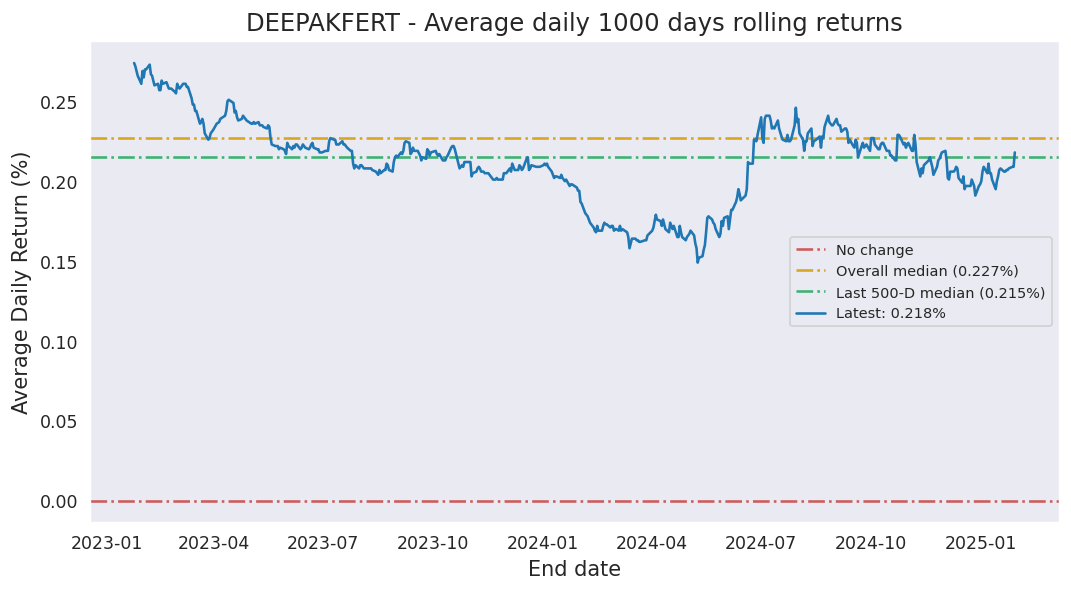 DEEPAKFERT - Average daily 1000 days rolling returns
Average Daily Return (%)
0.25
0.20
0.15
0.10
0.05
0.00
No change
Overall median (0.227%)
Last 500-D median (0.215%)
Latest: 0.218%
2023-01 2023-04 2023-07 2023-10 2024-01 2024-04 2024-07 2024-10 2025-01
End date